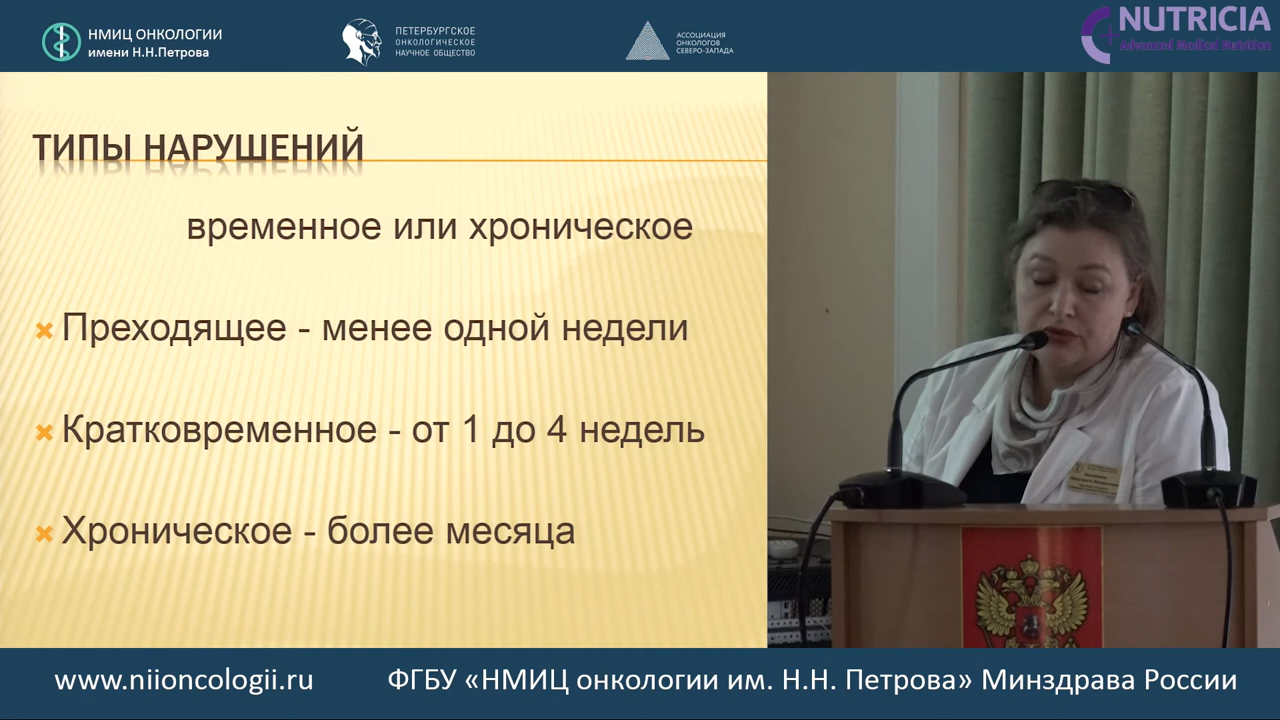 НМИЦ ОНКОЛОГИИ
имени Н.Н.Петрова
ПЕТЕРБУРГСКОЕ
ОНКОЛОГИЧЕСКОЕ
НАУЧНОЕ ОБЩЕСТВО
АССОЦИАЦИЯ
ОНКОЛОГОВ
СЕВЕРО-ЗАПАДА
NUTRICIA
Advanced Medical Nutrition
ТИПЫ НАРУШЕНИЙ
временное или хроническое
Преходящее - менее одной недели
Кратковременное - от 1 до 4 недель
Хроническое - более месяца
www.niioncologii.ru
ФГБУ «НМИЦ онкологии им. Н.Н. Петрова» Минздрава России